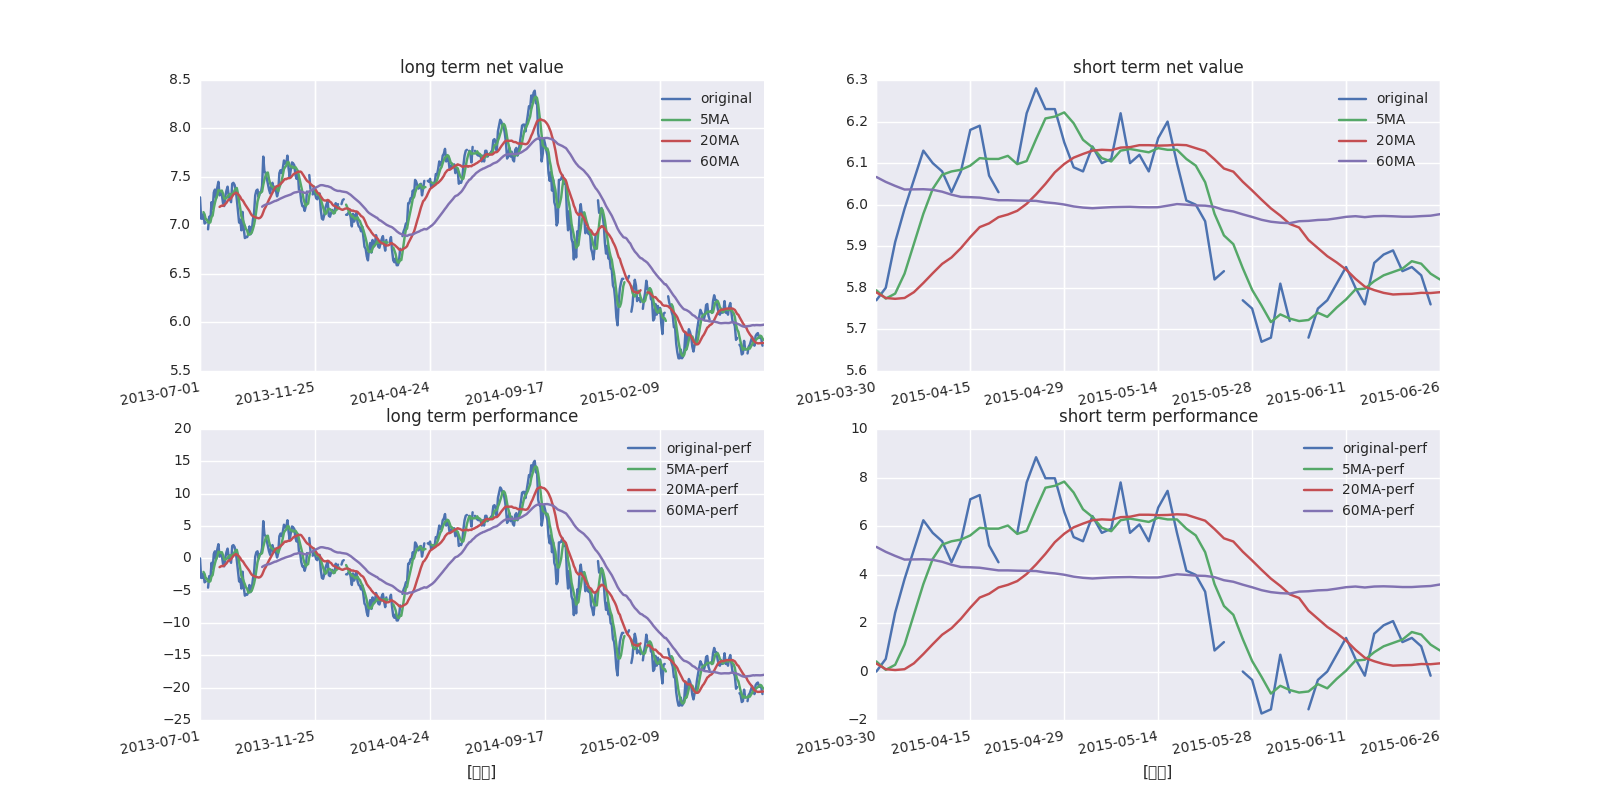 long term net value
8.5
8.0
7.5
7.0
6.5
6.0
5.5
original
5MA
20MA
60MA
2013-07-01
2013-11-25
2014-04-24
2014-09-17
2015-02-09
short term net value
6.3
6.2
6.1
6.0
5.9
5.8
5.7
5.6
original
5MA
20MA
60MA
2015-03-30
2015-04-15
2015-04-29
2015-05-14
2015-05-28
2015-06-11
2015-06-26
long term performance
20
15
10
5
0
−5
−10
−15
−20
−25
original-perf
5MA-perf
20MA-perf
60MA-perf
2013-07-01
2013-11-25
2014-04-24
2014-09-17
2015-02-09
short term performance
10
8
6
4
2
0
−2
original-perf
5MA-perf
20MA-perf
60MA-perf
2015-03-30
2015-04-15
2015-04-29
2015-05-14
2015-05-28
2015-06-11
2015-06-26